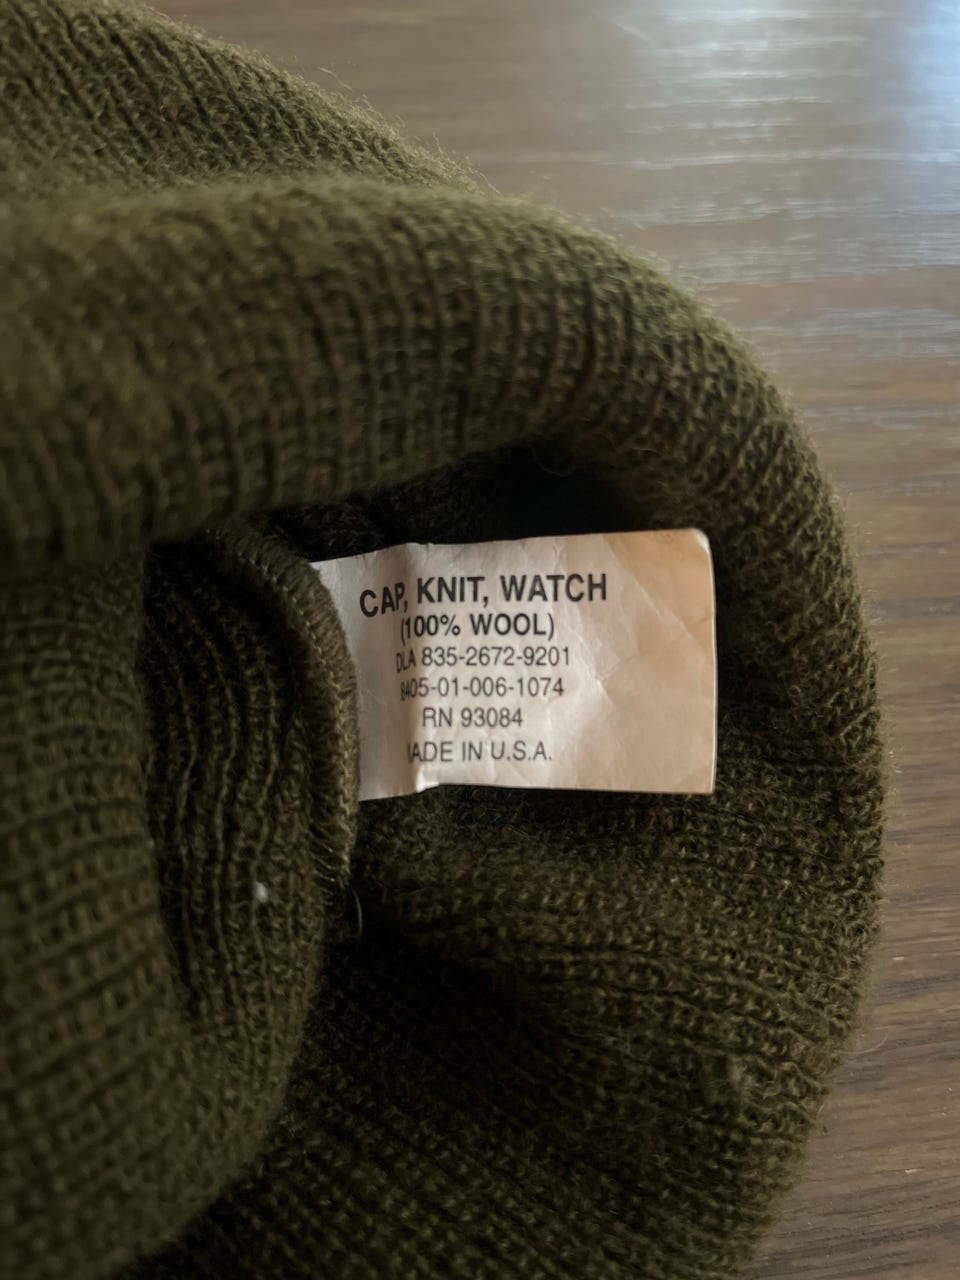 CAP, KNIT, WATCH
(100% WOOL)
DLA 835-2672-9201
8405-01-006-1074
RN 93084
MADE IN U.S.A.